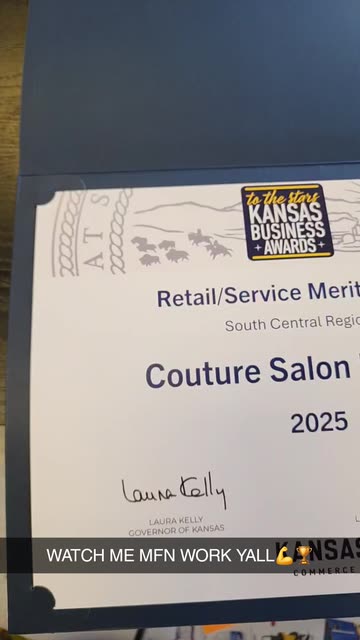 to the stars
KANSAS
BUSINESS
AWARDS
ATS
Retail/Service Merit
South Central Regio
Couture Salon
2025
Laura Kelly
LAURA KELLY
GOVERNOR OF KANSAS
WATCH ME MFN WORK YALL💪🏆
KANSAS
COMMERCE